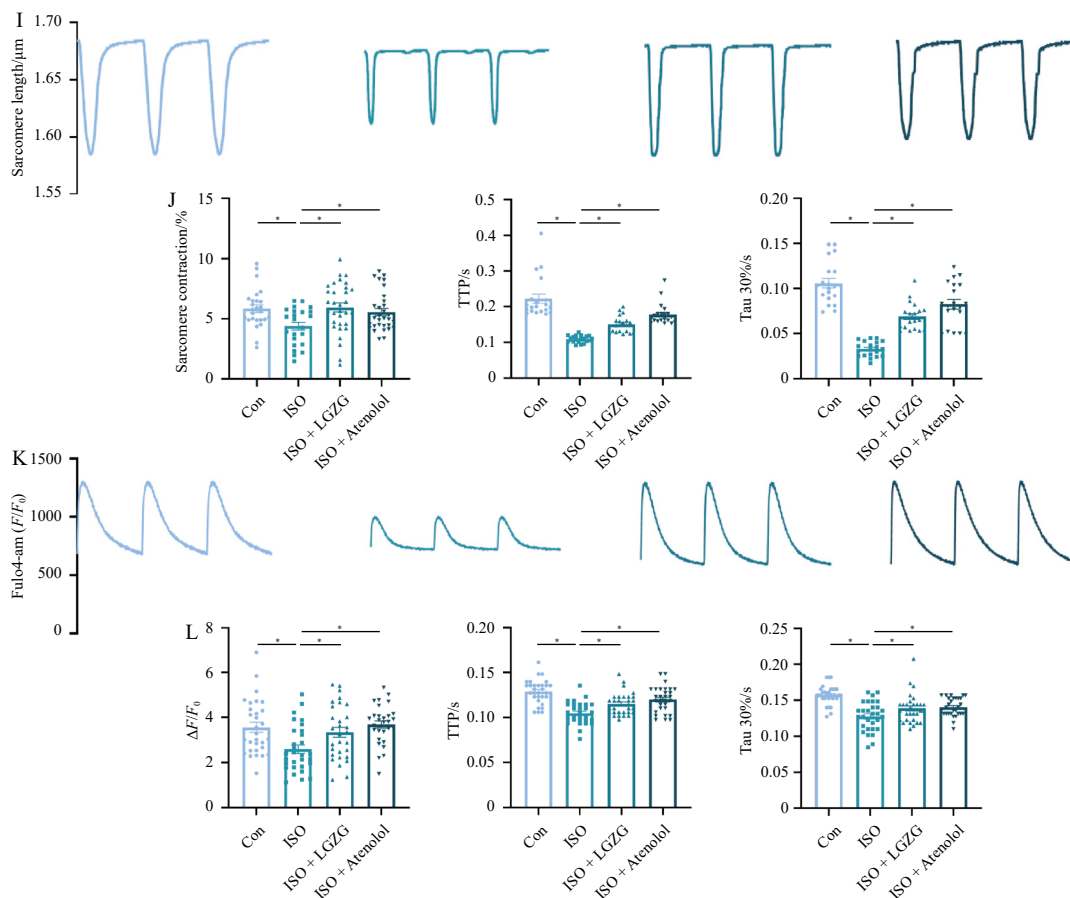 I
Sarcomere length/μm
1.70
1.65
1.60
1.55
J
Sarcomere contraction/%
15
10
5
0
* * *
Con
ISO
ISO + LGZG
ISO + Atenolol
TTP/s
0.5
0.4
0.3
0.2
0.1
0
* * *
Con
ISO
ISO + LGZG
ISO + Atenolol
Tau 30%/s
0.20
0.15
0.10
0.05
0
* * *
Con
ISO
ISO + LGZG
ISO + Atenolol
K
Fulo4-am (F/F0)
1500
1000
500
0
L
ΔF/F0
8
6
4
2
0
* * *
Con
ISO
ISO + LGZG
ISO + Atenolol
TTP/s
0.20
0.15
0.10
0.05
0
* * *
Con
ISO
ISO + LGZG
ISO + Atenolol
Tau 30%/s
0.25
0.20
0.15
0.10
0.05
0
* * *
Con
ISO
ISO + LGZG
ISO + Atenolol